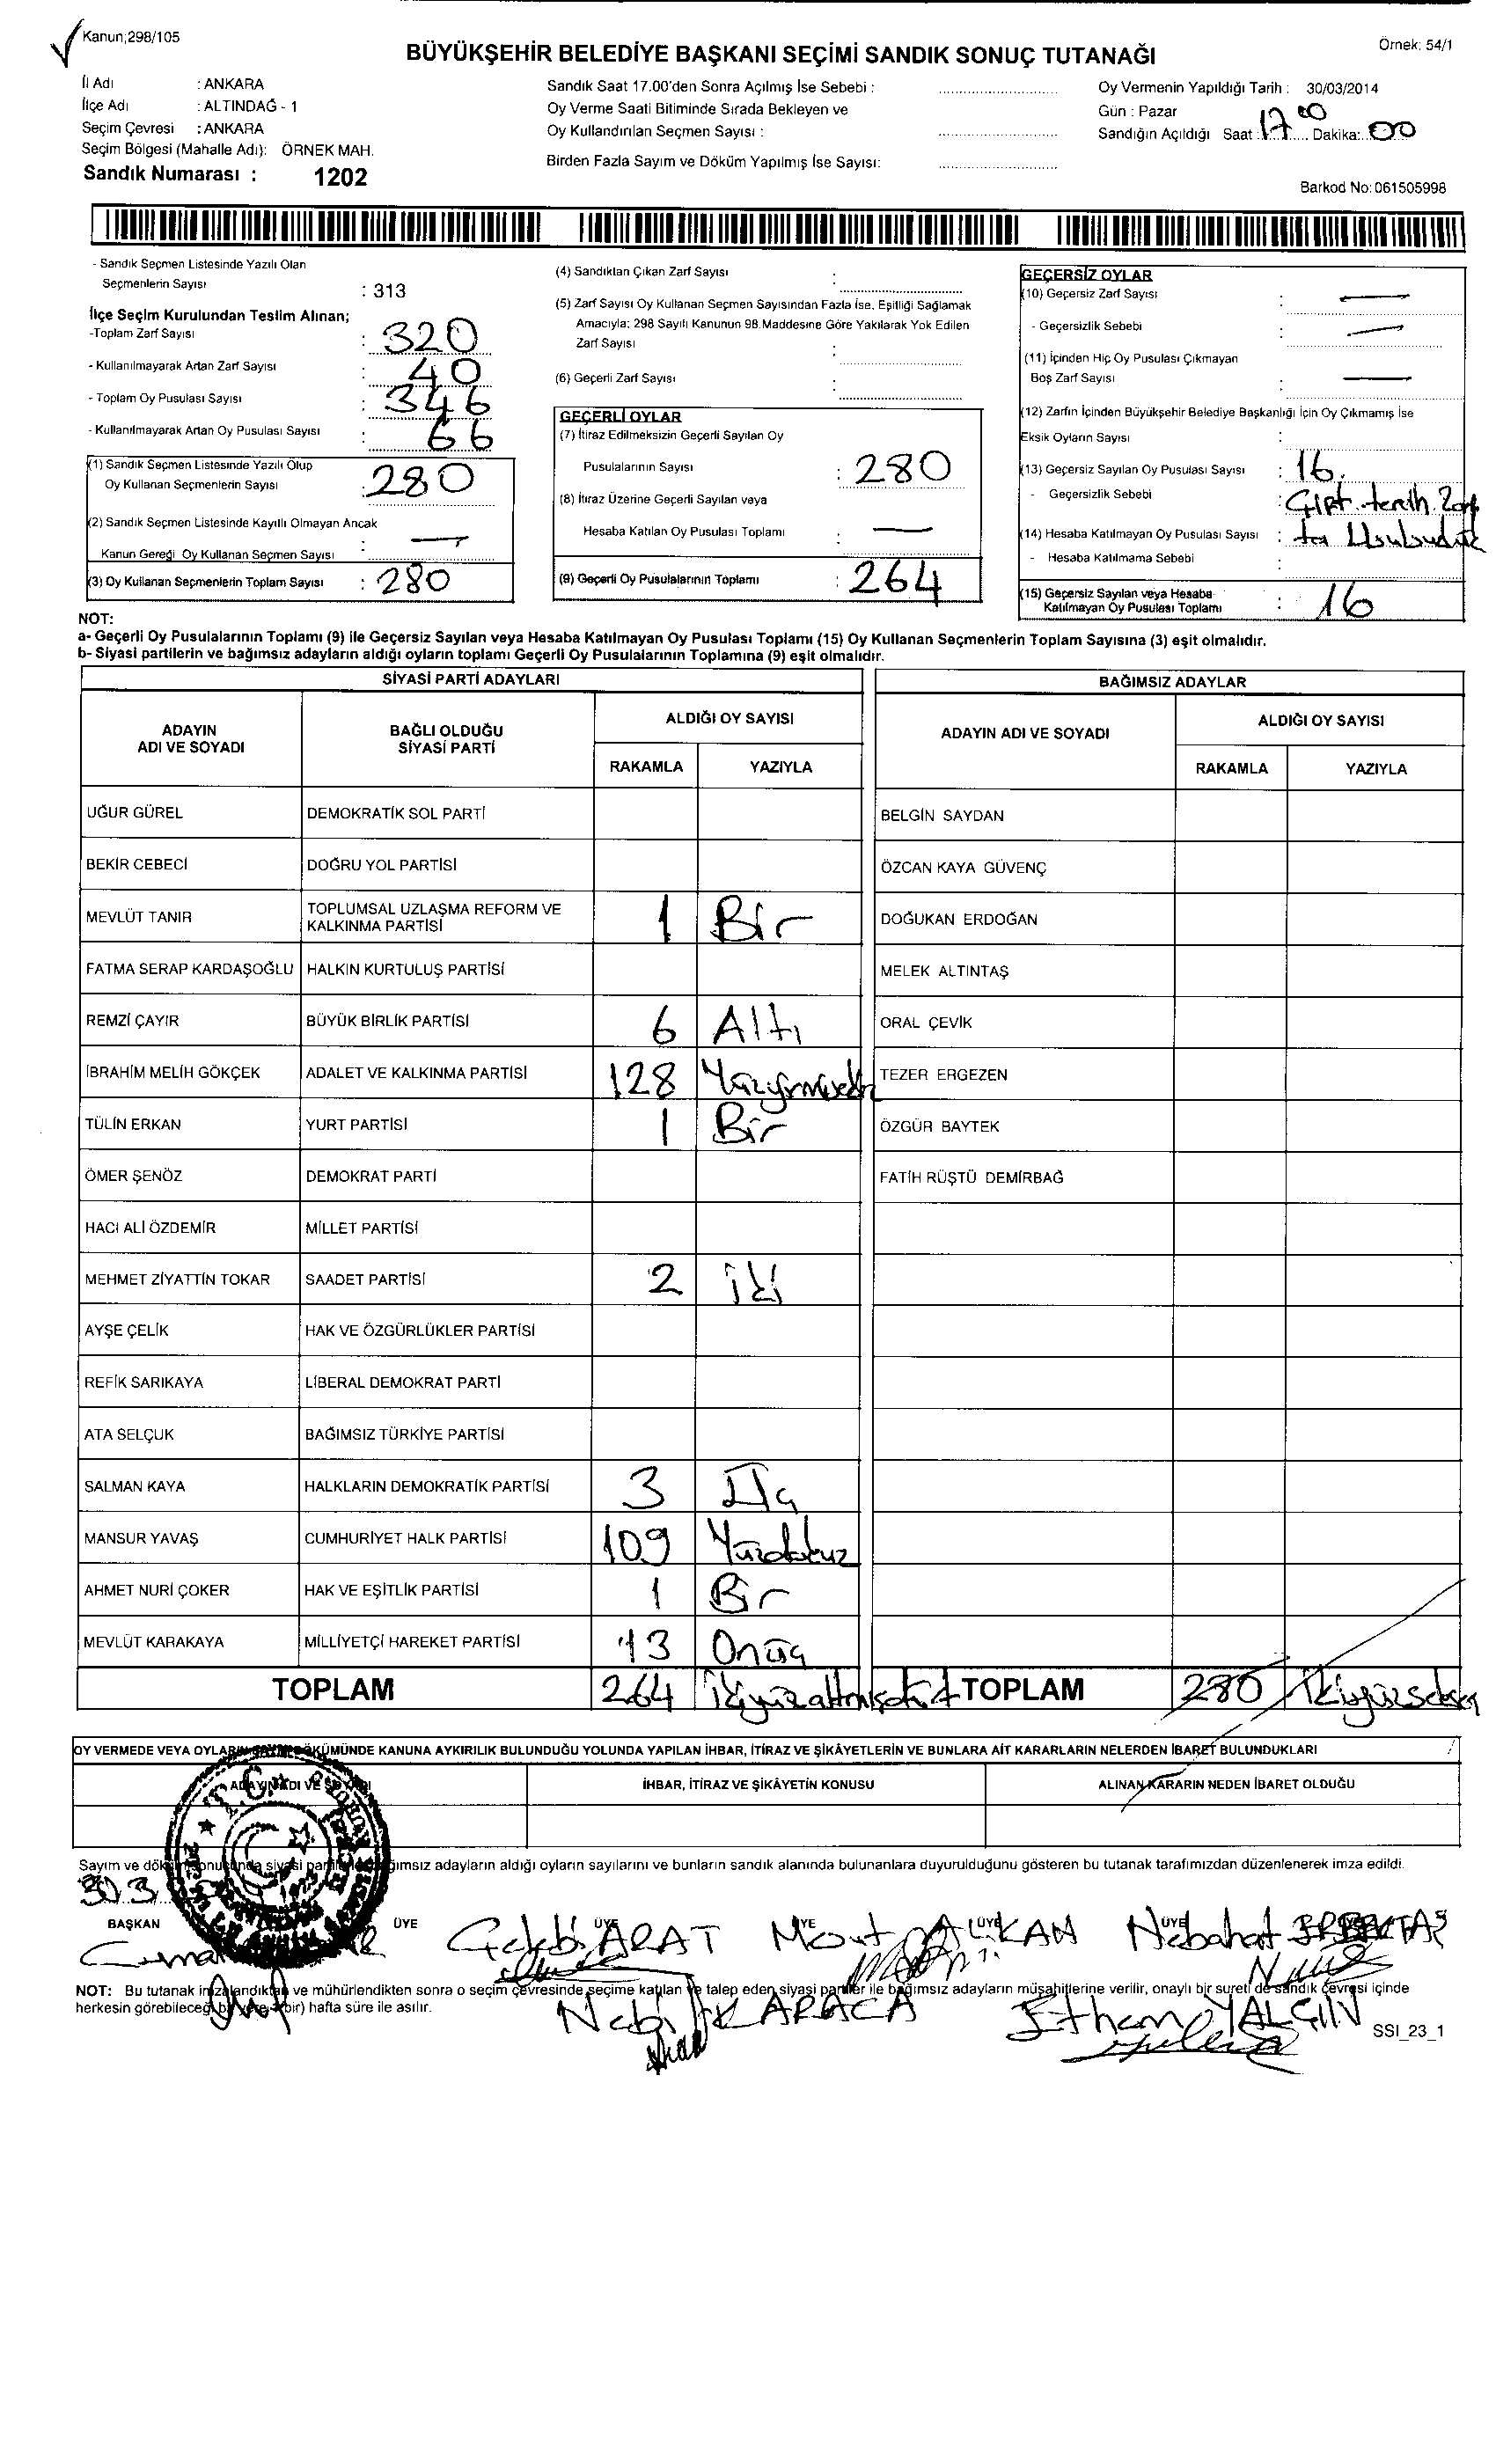 Kanun;298/105
Örnek: 54/1
BÜYÜKŞEHİR BELEDİYE BAŞKANI SEÇİMİ SANDIK SONUÇ TUTANAĞI
İl Adı : ANKARA
İlçe Adı : ALTINDAĞ - 1
Seçim Çevresi : ANKARA
Seçim Bölgesi (Mahalle Adı): ÖRNEK MAH.
Sandık Numarası : 1202
Sandık Saat 17.00'den Sonra Açılmış İse Sebebi :
Oy Verme Saati Bitiminde Sırada Bekleyen ve
Oy Kullandırılan Seçmen Sayısı :
Birden Fazla Sayım ve Döküm Yapılmış İse Sayısı:
Oy Vermenin Yapıldığı Tarih : 30/03/2014
Gün : Pazar
Sandığın Açıldığı Saat : 17 00 Dakika: 00
Barkod No: 061505998
- Sandık Seçmen Listesinde Yazılı Olan
Seçmenlerin Sayısı : 313
İlçe Seçim Kurulundan Teslim Alınan;
-Toplam Zarf Sayısı : 320
- Kullanılmayarak Artan Zarf Sayısı : 40
- Toplam Oy Pusulası Sayısı : 346
- Kullanılmayarak Artan Oy Pusulası Sayısı : 66
(1) Sandık Seçmen Listesinde Yazılı Olup
Oy Kullanan Seçmenlerin Sayısı : 280
(2) Sandık Seçmen Listesinde Kayıtlı Olmayan Ancak
Kanun Gereği Oy Kullanan Seçmen Sayısı : —
(3) Oy Kullanan Seçmenlerin Toplam Sayısı : 280
(4) Sandıktan Çıkan Zarf Sayısı :
(5) Zarf Sayısı Oy Kullanan Seçmen Sayısından Fazla İse, Eşitliği Sağlamak
Amacıyla; 298 Sayılı Kanunun 98.Maddesine Göre Yakılarak Yok Edilen
Zarf Sayısı :
(6) Geçerli Zarf Sayısı :
GEÇERLİ OYLAR
(7) İtiraz Edilmeksizin Geçerli Sayılan Oy
Pusulalarının Sayısı : 280
(8) İtiraz Üzerine Geçerli Sayılan veya
Hesaba Katılan Oy Pusulası Toplamı : —
(9) Geçerli Oy Pusulalarının Toplamı : 264
GEÇERSİZ OYLAR
(10) Geçersiz Zarf Sayısı : —
- Geçersizlik Sebebi : —
(11) İçinden Hiç Oy Pusulası Çıkmayan
Boş Zarf Sayısı : —
(12) Zarfın İçinden Büyükşehir Belediye Başkanlığı İçin Oy Çıkmamış İse
Eksik Oyların Sayısı :
(13) Geçersiz Sayılan Oy Pusulası Sayısı : 16.
- Geçersizlik Sebebi : Çift tercih
(14) Hesaba Katılmayan Oy Pusulası Sayısı :
- Hesaba Katılmama Sebebi
(15) Geçersiz Sayılan veya Hesaba
Katılmayan Oy Pusulası Toplamı : 16
NOT:
a- Geçerli Oy Pusulalarının Toplamı (9) ile Geçersiz Sayılan veya Hesaba Katılmayan Oy Pusulası Toplamı (15) Oy Kullanan Seçmenlerin Toplam Sayısına (3) eşit olmalıdır.
b- Siyasi partilerin ve bağımsız adayların aldığı oyların toplamı Geçerli Oy Pusulalarının Toplamına (9) eşit olmalıdır.
SİYASİ PARTİ ADAYLARI
ADAYIN ADI VE SOYADI BAĞLI OLDUĞU SİYASİ PARTİ ALDIĞI OY SAYISI
RAKAMLA YAZIYLA
UĞUR GÜREL DEMOKRATİK SOL PARTİ
BEKİR CEBECİ DOĞRU YOL PARTİSİ
MEVLÜT TANIR TOPLUMSAL UZLAŞMA REFORM VE KALKINMA PARTİSİ 1 Bir
FATMA SERAP KARDAŞOĞLU HALKIN KURTULUŞ PARTİSİ
REMZİ ÇAYIR BÜYÜK BİRLİK PARTİSİ 6 Altı
İBRAHİM MELİH GÖKÇEK ADALET VE KALKINMA PARTİSİ 128
TÜLİN ERKAN YURT PARTİSİ 1 Bir
ÖMER ŞENÖZ DEMOKRAT PARTİ
HACI ALİ ÖZDEMİR MİLLET PARTİSİ
MEHMET ZİYATTİN TOKAR SAADET PARTİSİ 2 İki
AYŞE ÇELİK HAK VE ÖZGÜRLÜKLER PARTİSİ
REFİK SARIKAYA LİBERAL DEMOKRAT PARTİ
ATA SELÇUK BAĞIMSIZ TÜRKİYE PARTİSİ
SALMAN KAYA HALKLARIN DEMOKRATİK PARTİSİ 3 Üç
MANSUR YAVAŞ CUMHURİYET HALK PARTİSİ 109 Yüzdokuz
AHMET NURİ ÇOKER HAK VE EŞİTLİK PARTİSİ 1 Bir
MEVLÜT KARAKAYA MİLLİYETÇİ HAREKET PARTİSİ 13 Onüç
TOPLAM 264 İkiyüzaltmışdört
BAĞIMSIZ ADAYLAR
ADAYIN ADI VE SOYADI ALDIĞI OY SAYISI
RAKAMLA YAZIYLA
BELGİN SAYDAN
ÖZCAN KAYA GÜVENÇ
DOĞUKAN ERDOĞAN
MELEK ALTINTAŞ
ORAL ÇEVİK
TEZER ERGEZEN
ÖZGÜR BAYTEK
FATİH RÜŞTÜ DEMİRBAĞ
TOPLAM 280 İkiyüzseksen
OY VERMEDE VEYA OYLARIN SAYIM DÖKÜMÜNDE KANUNA AYKIRILIK BULUNDUĞU YOLUNDA YAPILAN İHBAR, İTİRAZ VE ŞİKÂYETLERİN VE BUNLARA AİT KARARLARIN NELERDEN İBARET BULUNDUKLARI
ADAYIN ADI VE SOYADI İHBAR, İTİRAZ VE ŞİKÂYETİN KONUSU ALINAN KARARIN NEDEN İBARET OLDUĞU
T.C.
Sayım ve döküm sonucunda siyasi partilerin bağımsız adayların aldığı oyların sayılarını ve bunların sandık alanında bulunanlara duyurulduğunu gösteren bu tutanak tarafımızdan düzenlenerek imza edildi.
30.3.
BAŞKAN ÜYE ÜYE ÜYE ÜYE ÜYE
Çelebi ARAT Nebahat
NOT: Bu tutanak imzalandıktan ve mühürlendikten sonra o seçim çevresinde seçime katılan ve talep eden siyasi partiler ile bağımsız adayların müşahitlerine verilir, onaylı bir sureti de sandık çevresi içinde
herkesin görebileceği bir yere (bir) hafta süre ile asılır.
Nebi KARACA Ethem YALÇIN
SSI_23_1